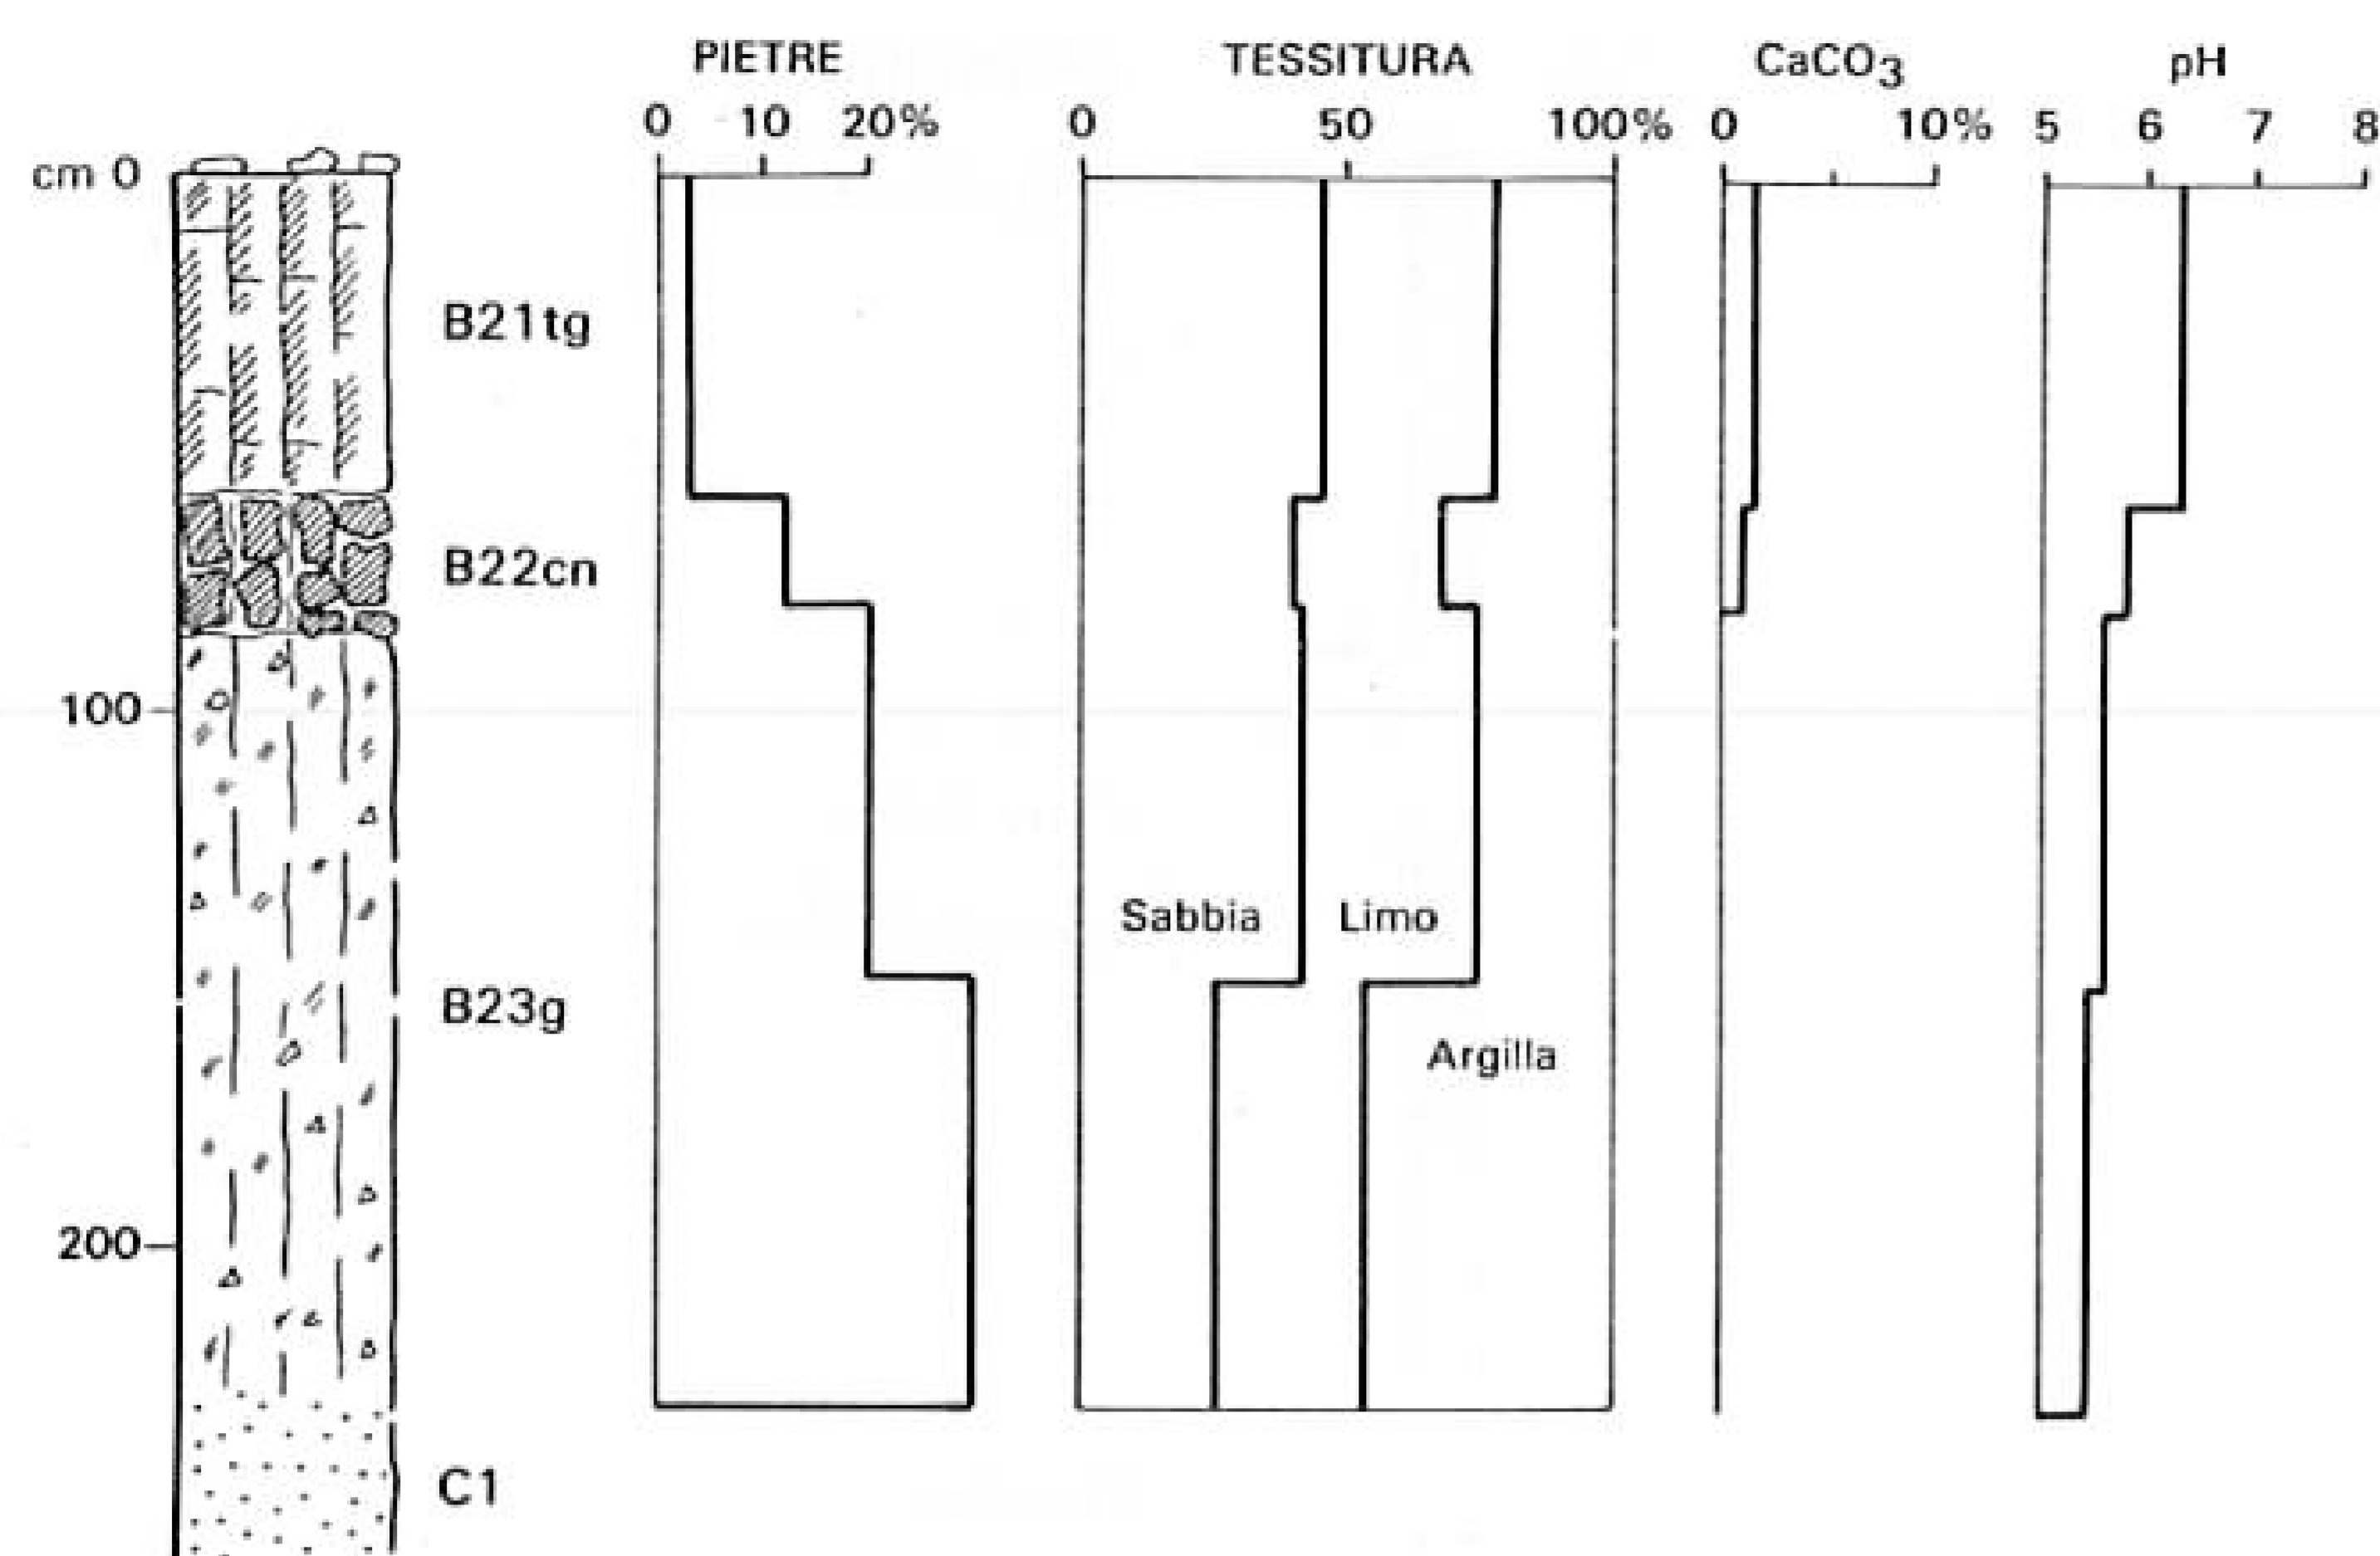 PIETRE TESSITURA CaCO3 pH
0 10 20% 0 50 100% 0 10% 5 6 7 8
cm 0
B21tg
B22cn
100
Sabbia Limo
B23g
Argilla
200
C1